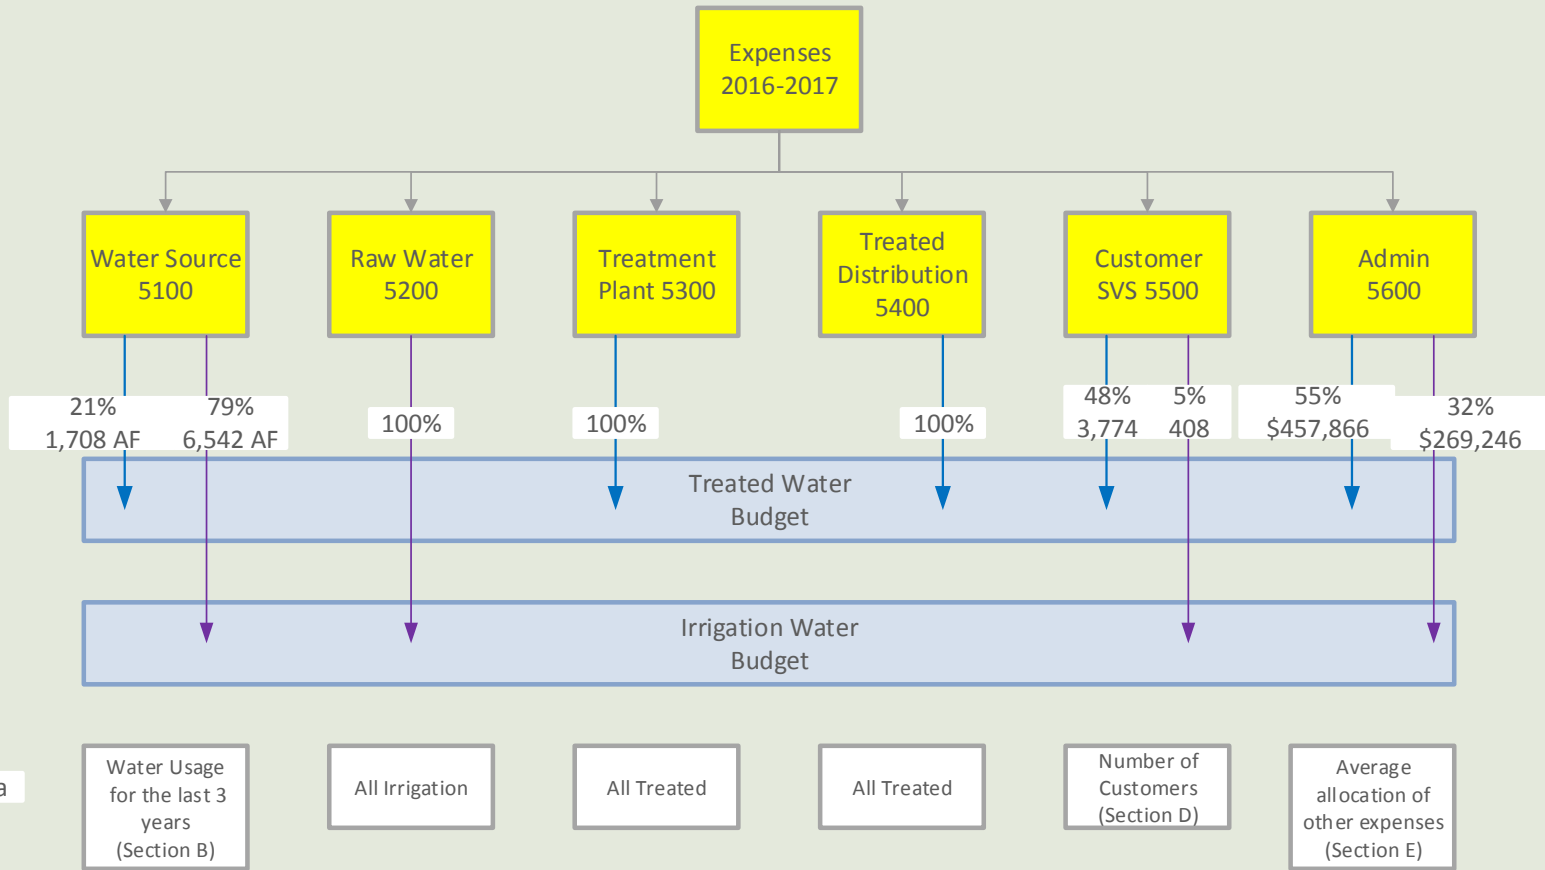 Expenses
2016-2017
Water Source
5100
Raw Water
5200
Treatment
Plant 5300
Treated
Distribution
5400
Customer
SVS 5500
Admin
5600
21%
1,708 AF
79%
6,542 AF
100%
100%
100%
48%
3,774
5%
408
55%
$457,866
32%
$269,246
Treated Water
Budget
Irrigation Water
Budget
a
Water Usage
for the last 3
years
(Section B)
All Irrigation
All Treated
All Treated
Number of
Customers
(Section D)
Average
allocation of
other expenses
(Section E)